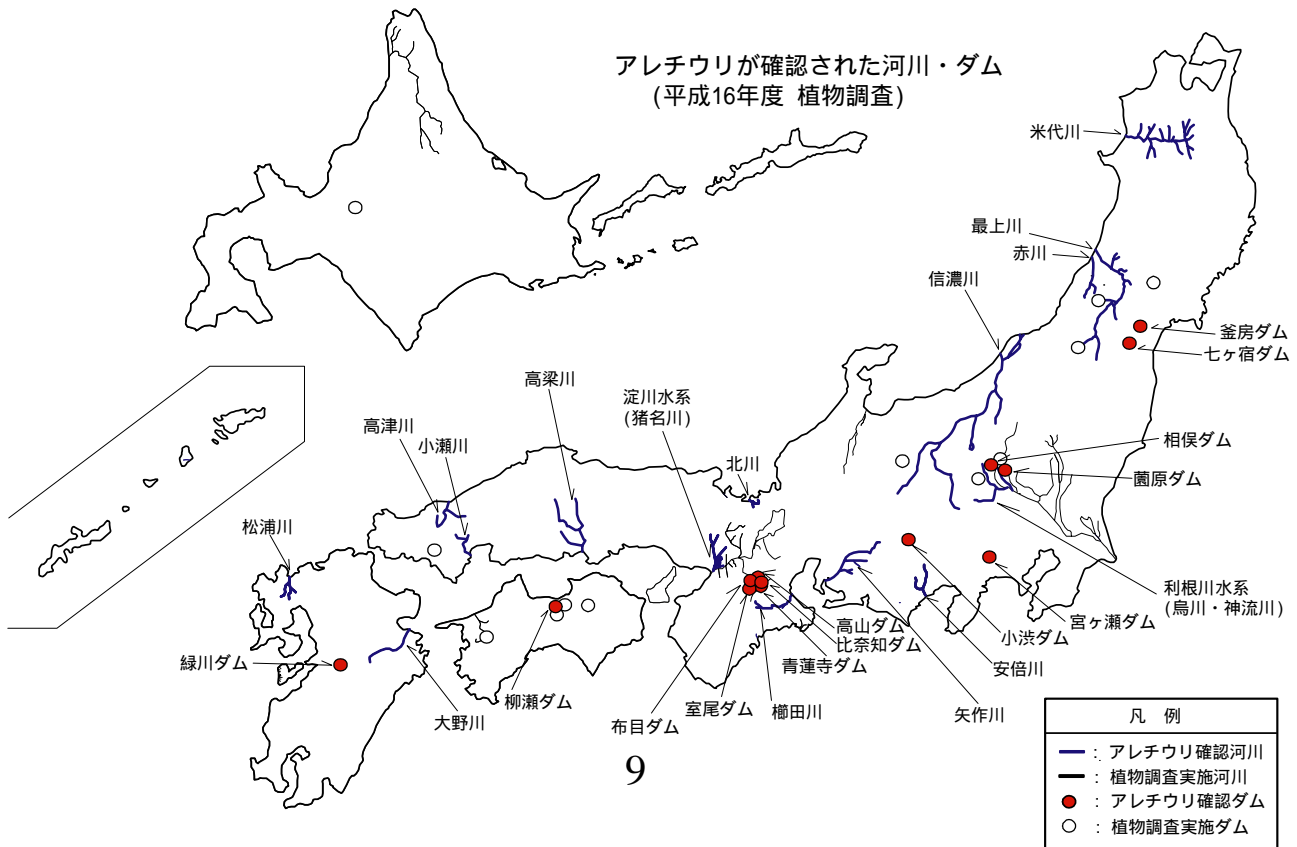 アレチウリが確認された河川・ダム
(平成16年度 植物調査)
米代川
最上川
赤川
信濃川
釜房ダム
七ヶ宿ダム
高梁川
淀川水系
(猪名川)
高津川
小瀬川
北川
相俣ダム
薗原ダム
松浦川
利根川水系
(烏川・神流川)
宮ヶ瀬ダム
小渋ダム
高山ダム
比奈知ダム
青蓮寺ダム
安倍川
緑川ダム
柳瀬ダム
大野川
布目ダム
室尾ダム
櫛田川
矢作川
9
凡 例
: アレチウリ確認河川
: 植物調査実施河川
: アレチウリ確認ダム
: 植物調査実施ダム